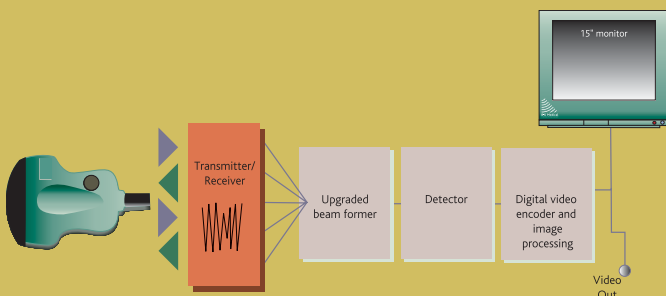 15" monitor
Transmitter/
Receiver
Upgraded
beam former
Detector
Digital video
encoder and
image
processing
Video
Out